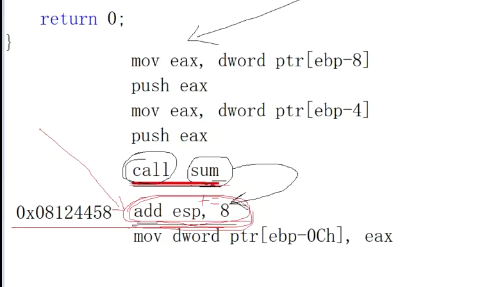 return 0;
}
mov eax, dword ptr[ebp-8]
push eax
mov eax, dword ptr[ebp-4]
push eax
call sum
0x08124458 add esp, 8
mov dword ptr[ebp-0Ch], eax